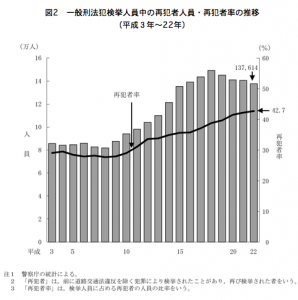 図2　一般刑法犯検挙人員中の再犯者人員・再犯者率の推移
（平成３年～22年）
(万人)
(%)
16
14
12
10
8
6
4
2
0
60
50
40
30
20
10
0
137,614
42.7
再犯者率
人員
再犯者率
平成 3 5 10 15 20 22
注1　警察庁の統計による。
2　「再犯者」は，前に道路交通法違反を除く犯罪により検挙されたことがあり，再び検挙された者をいう。
3　「再犯者率」は，検挙人員に占める再犯者の人員の比率をいう。